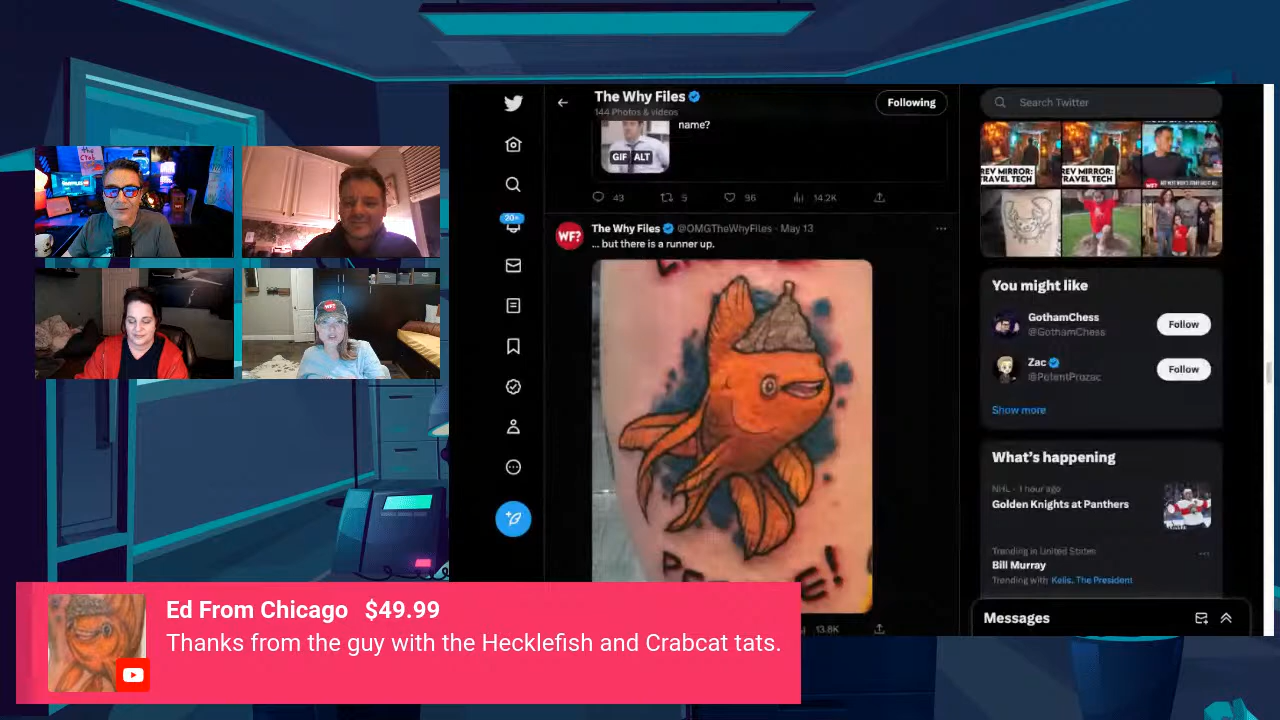 The Why Files
144 Photos & videos
Following
Search Twitter
name?
GIF ALT
43
5
96
14.2K
20+
WF?
The Why Files @OMGTheWhyFiles · May 13
... but there is a runner up.
13.8K
REV MIRROR:
TRAVEL TECH
REV MIRROR:
TRAVEL TECH
You might like
GothamChess
@GothamChess
Follow
Zac
@PotentProzac
Follow
Show more
What's happening
NHL · 1 hour ago
Golden Knights at Panthers
Trending in United States
Bill Murray
Trending with Kelis, The President
Messages
WF?
Ed From Chicago $49.99
Thanks from the guy with the Hecklefish and Crabcat tats.